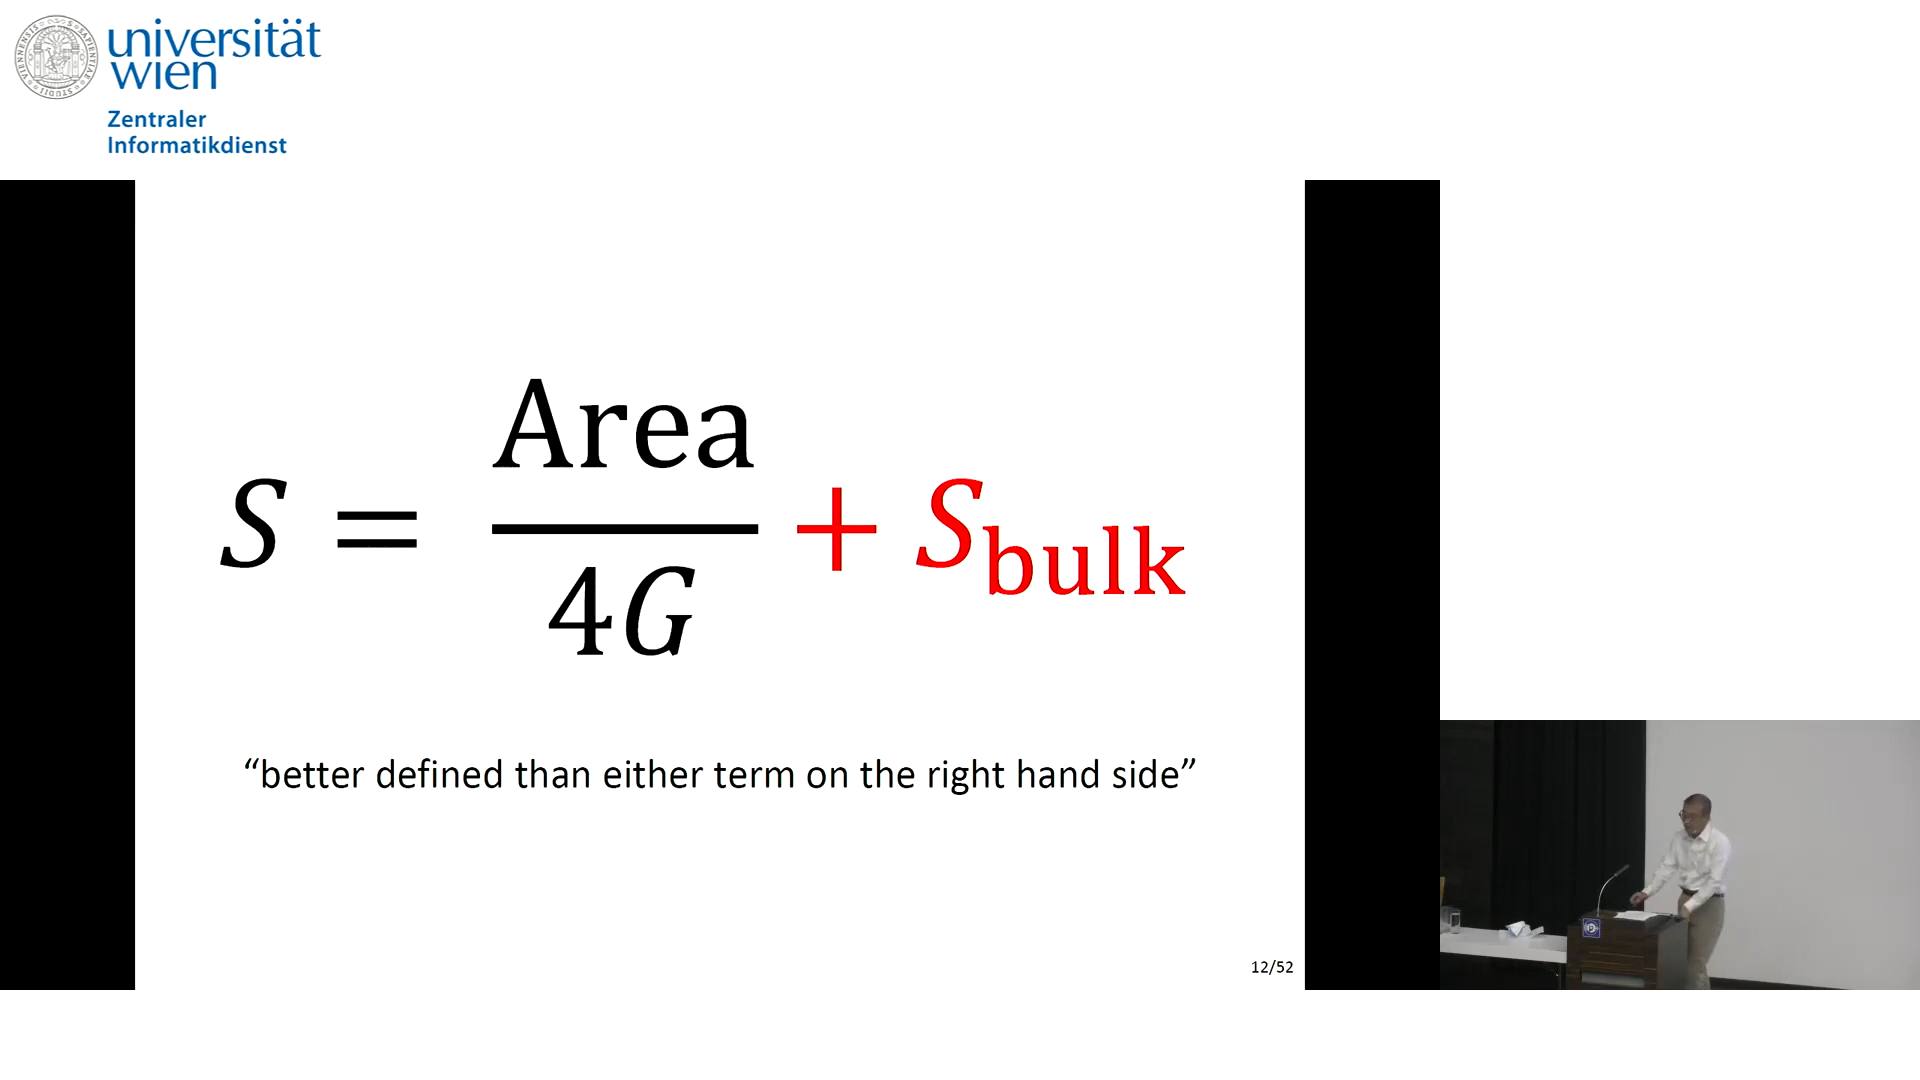 universität
wien
Zentraler
Informatikdienst
S = Area / 4G + S_bulk
“better defined than either term on the right hand side”
12/52